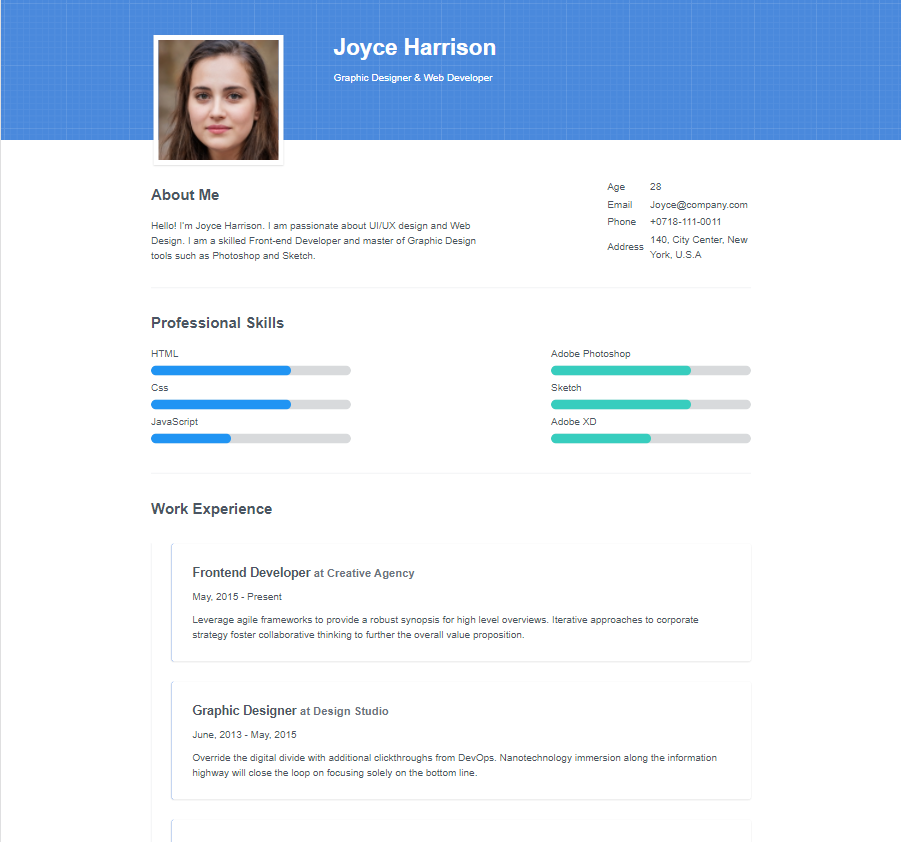 Joyce Harrison
Graphic Designer & Web Developer
About Me
Hello! I'm Joyce Harrison. I am passionate about UI/UX design and Web
Design. I am a skilled Front-end Developer and master of Graphic Design
tools such as Photoshop and Sketch.
Age 28
Email Joyce@company.com
Phone +0718-111-0011
Address 140, City Center, New
York, U.S.A
Professional Skills
HTML
Css
JavaScript
Adobe Photoshop
Sketch
Adobe XD
Work Experience
Frontend Developer at Creative Agency
May, 2015 - Present
Leverage agile frameworks to provide a robust synopsis for high level overviews. Iterative approaches to corporate
strategy foster collaborative thinking to further the overall value proposition.
Graphic Designer at Design Studio
June, 2013 - May, 2015
Override the digital divide with additional clickthroughs from DevOps. Nanotechnology immersion along the information
highway will close the loop on focusing solely on the bottom line.